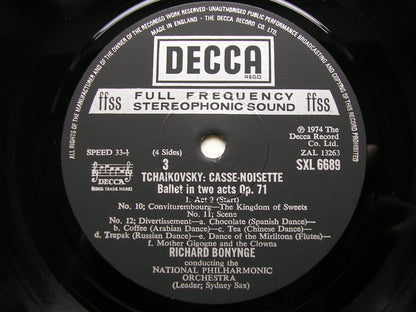 ALL RIGHTS OF THE MANUFACTURER AND OF THE OWNER OF THE RECORDED WORK RESERVED · UNAUTHORISED PUBLIC PERFORMANCE BROADCASTING AND COPYING OF THIS RECORD PROHIBITED
MADE IN ENGLAND. THE DECCA RECORD CO. LTD.
DECCA
REGD.
ffss FULL FREQUENCY STEREOPHONIC SOUND ffss
SPEED 33⅓
(4 Sides)
3
℗ 1974 The
Decca Record
Co. Ltd.
ZAL 13263
SXL 6689
DECCA
TRADE MARK
TCHAIKOVSKY: CASSE-NOISETTE
Ballet in two acts Op. 71
1. Act 2 (Start)
No. 10; Conviturembourg—The Kingdom of Sweets
No. 11; Scene
No. 12; Divertissement— a. Chocolate (Spanish Dance)—
b. Coffee (Arabian Dance)— c. Tea (Chinese Dance)—
d. Trepak (Russian Dance)— e. Dance of the Mirlitons (Flutes)—
f. Mother Gigogne and the Clowns
RICHARD BONYNGE
conducting the
NATIONAL PHILHARMONIC
ORCHESTRA
(Leader; Sydney Sax)